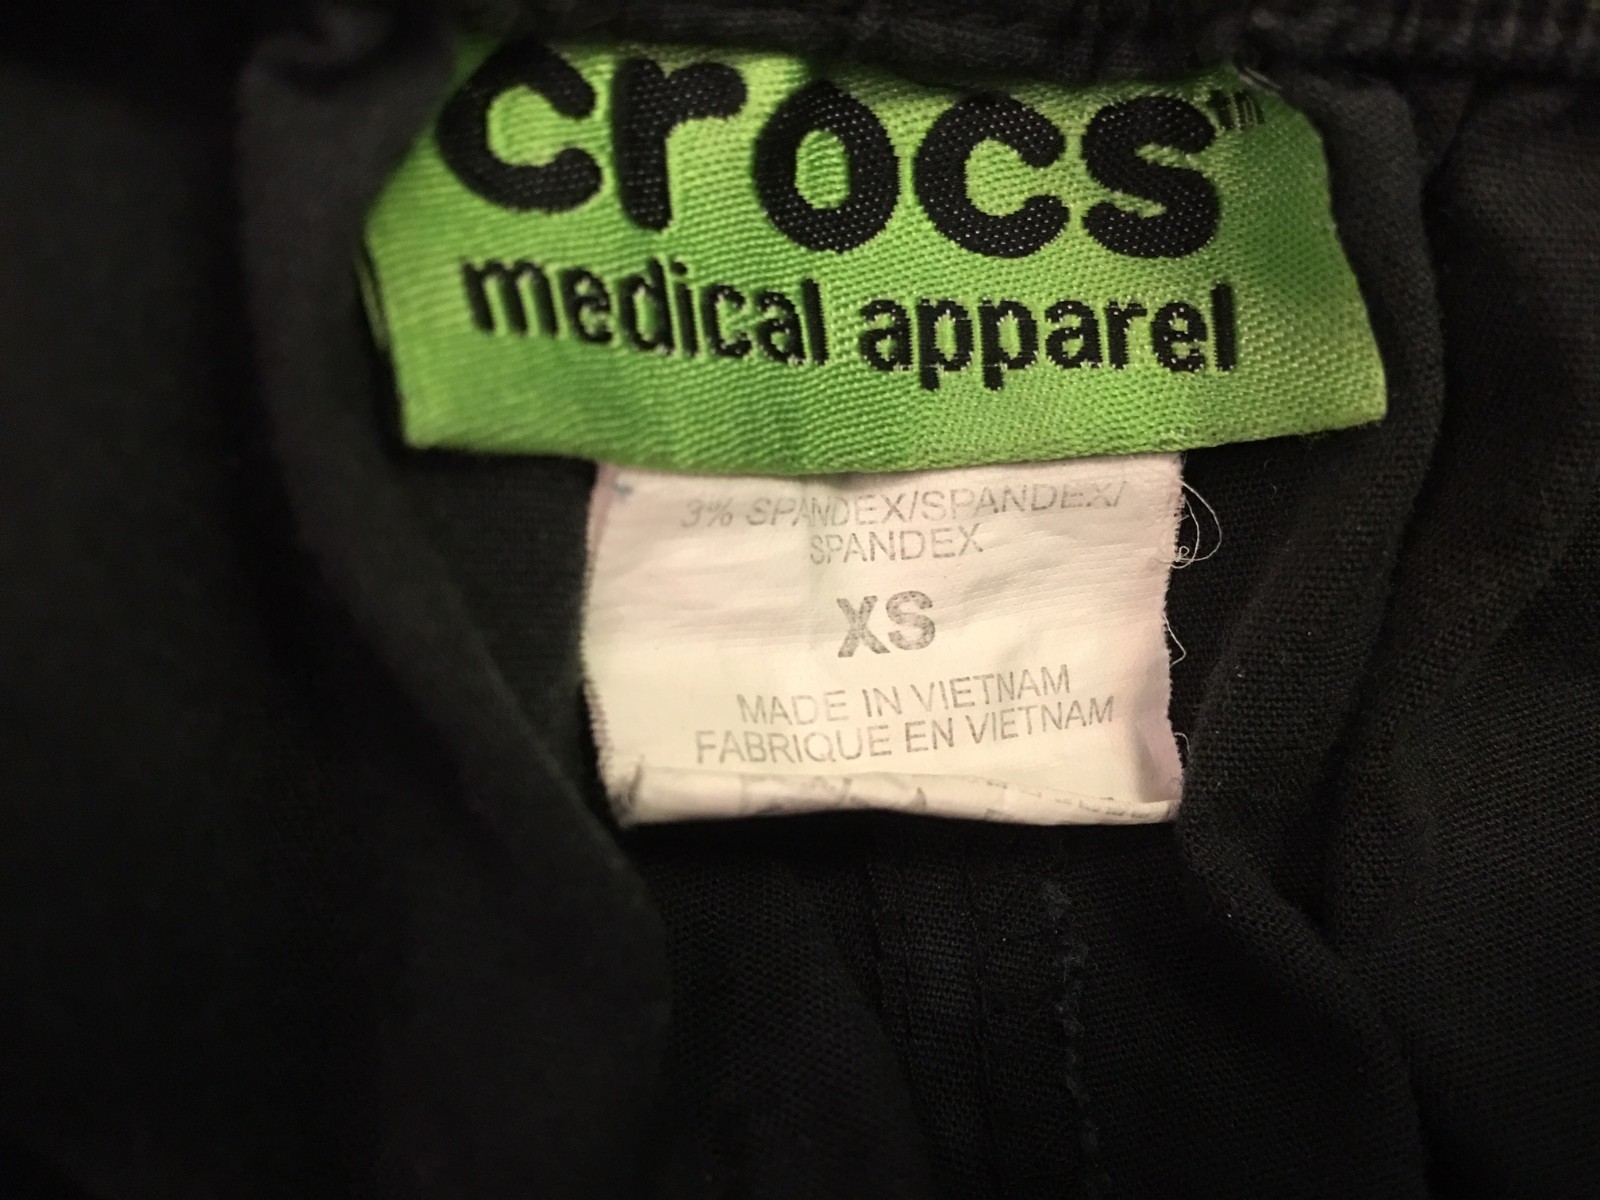 crocs™
medical apparel
3% SPANDEX/SPANDEX/
SPANDEX
XS
MADE IN VIETNAM
FABRIQUE EN VIETNAM